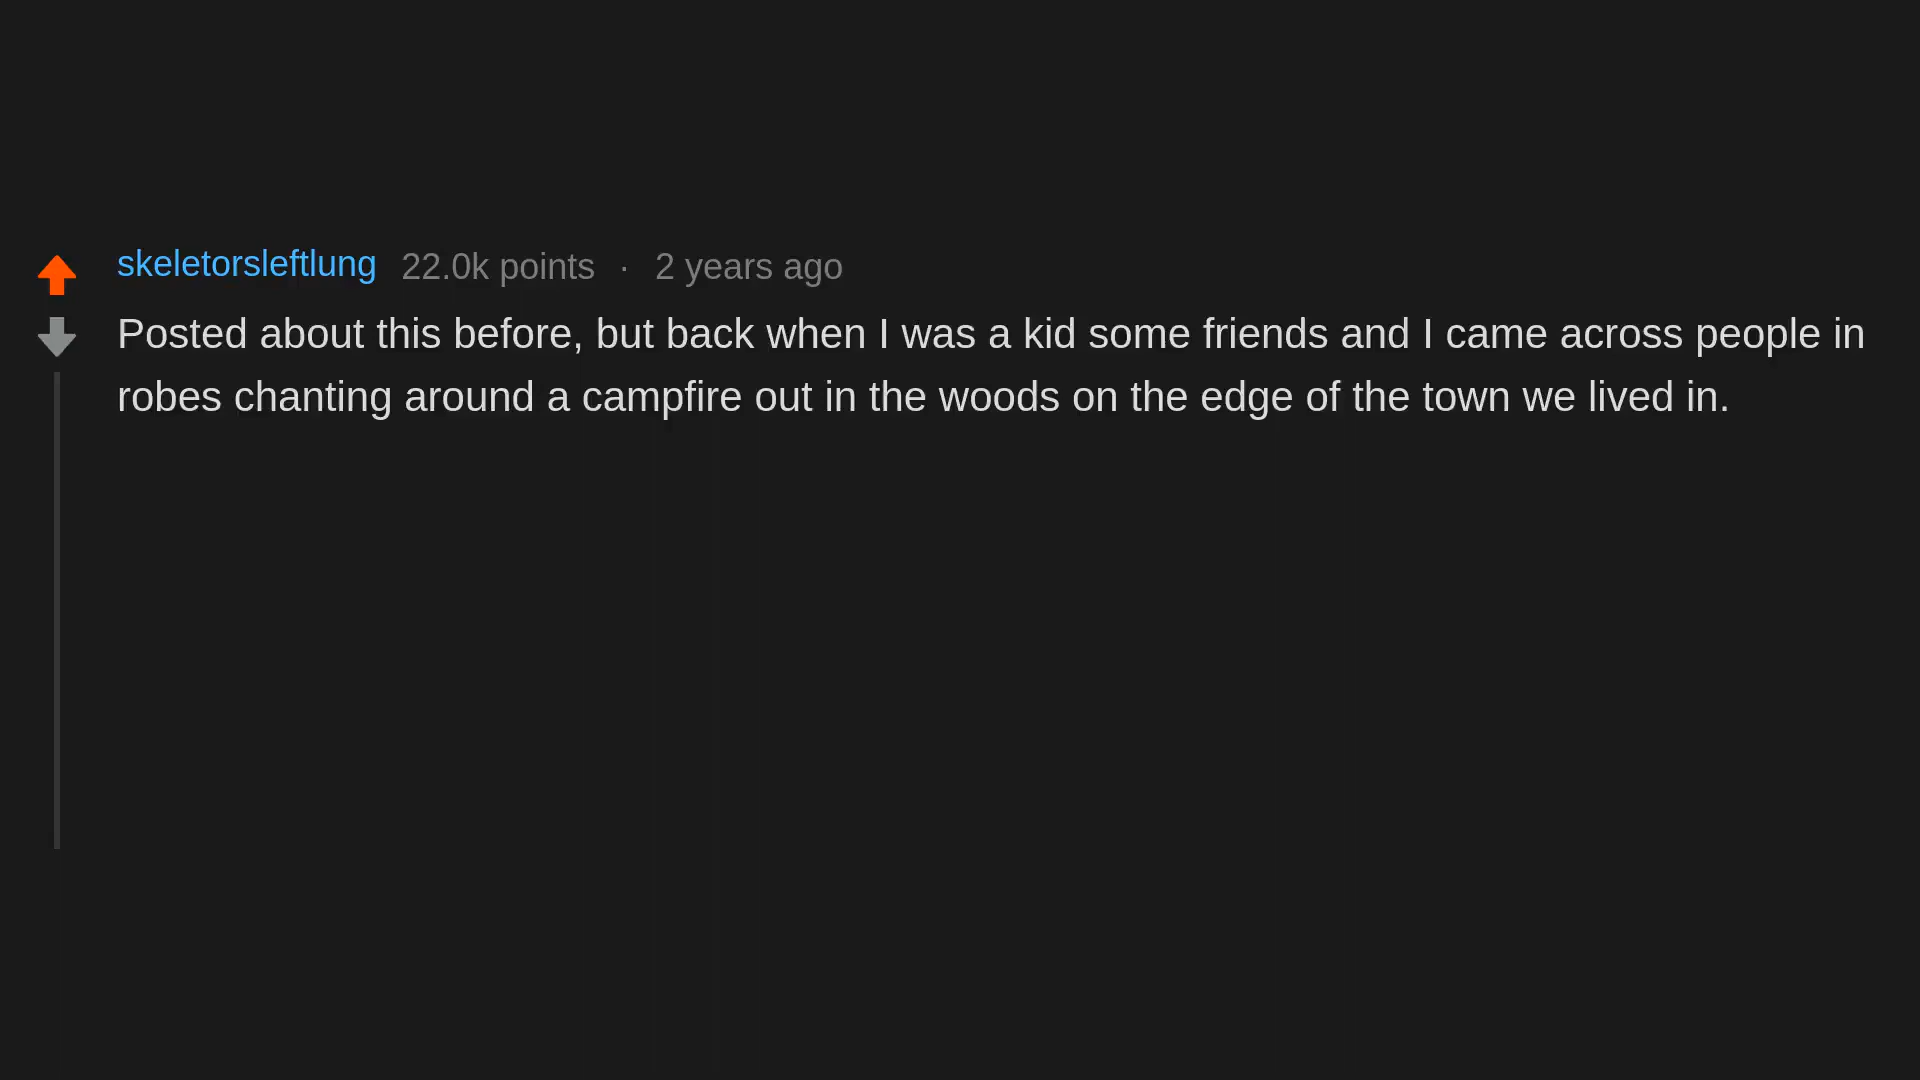 skeletorsleftlung 22.0k points · 2 years ago
Posted about this before, but back when I was a kid some friends and I came across people in
robes chanting around a campfire out in the woods on the edge of the town we lived in.